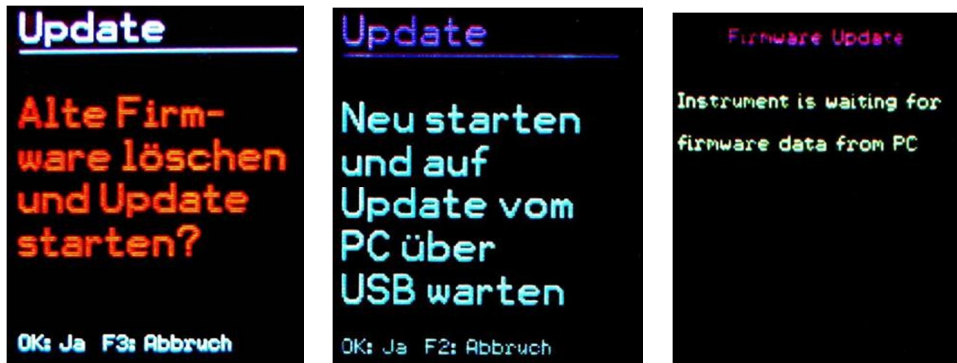 Update
Alte Firm-
ware löschen
und Update
starten?
OK: Ja F3: Abbruch
Update
Neu starten
und auf
Update vom
PC über
USB warten
OK: Ja F2: Abbruch
Firmware Update
Instrument is waiting for
firmware data from PC